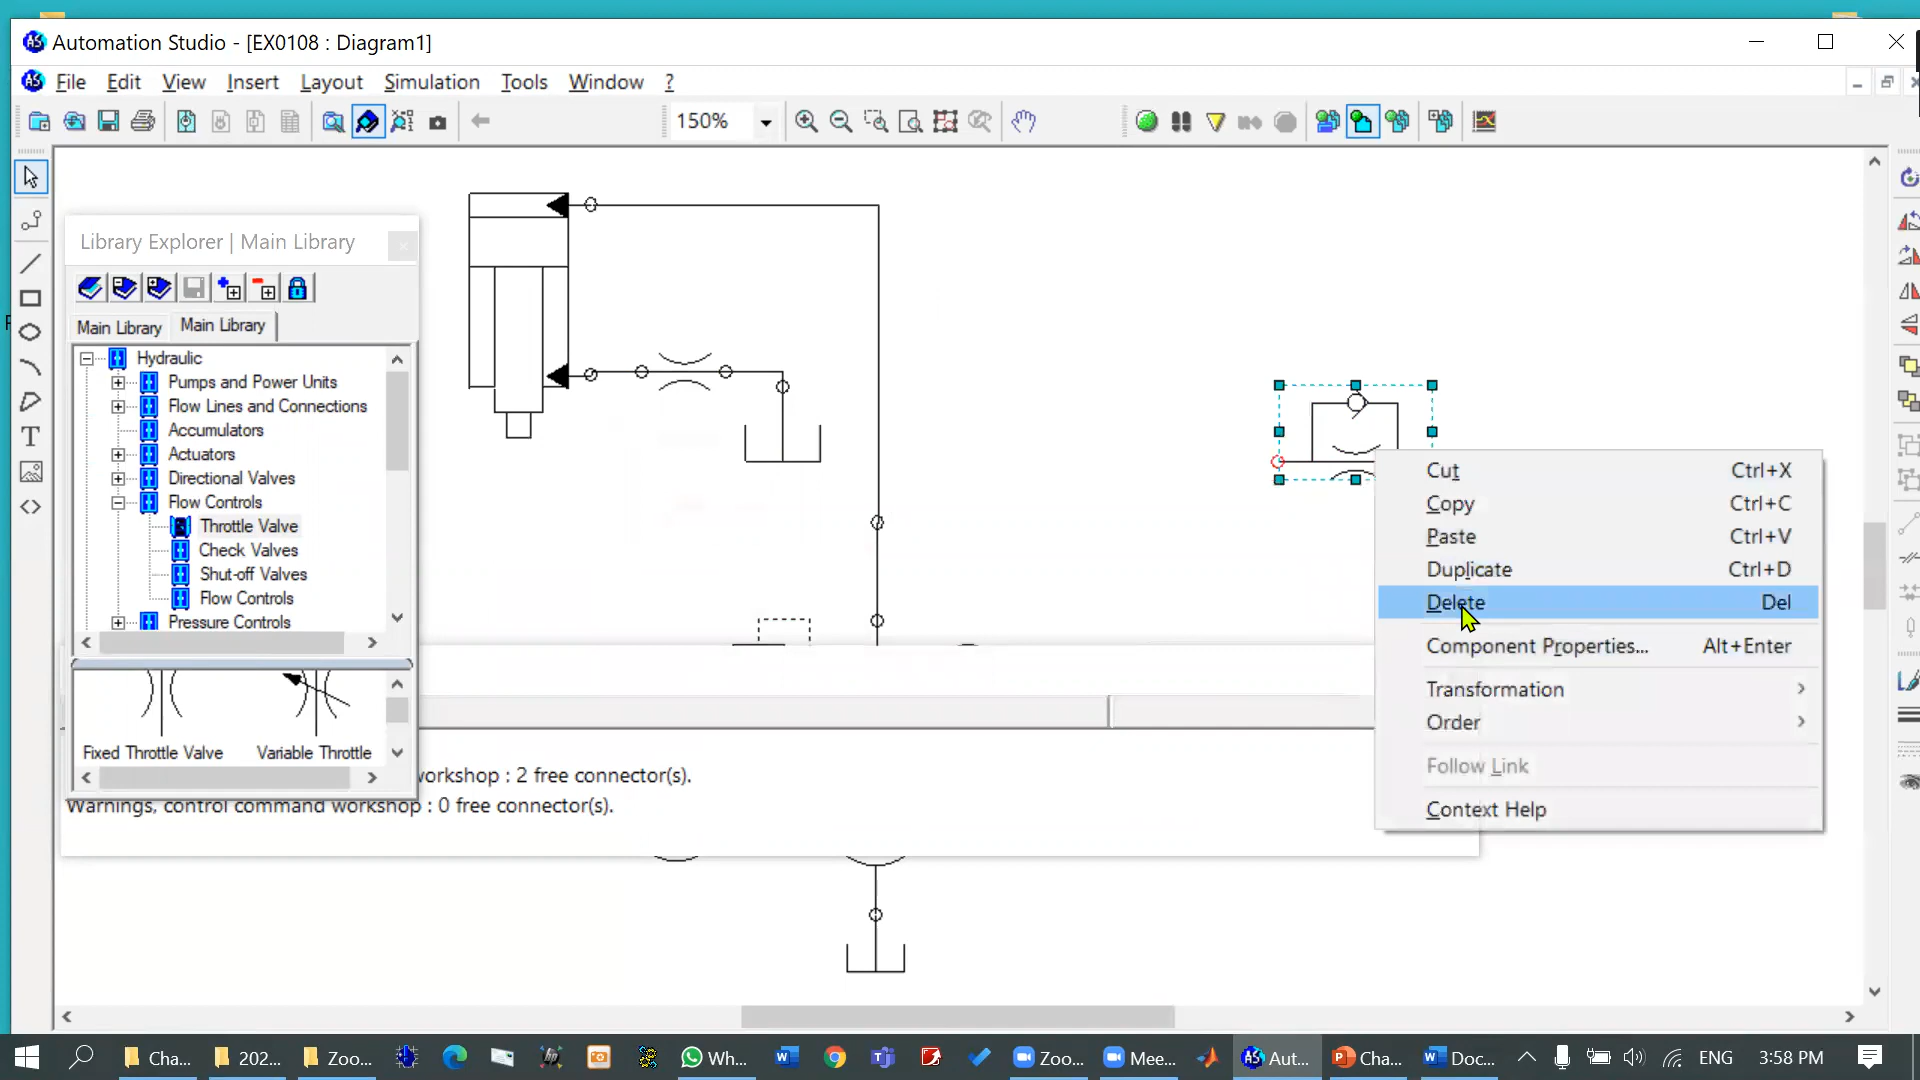 Automation Studio - [EX0108 : Diagram1]
File Edit View Insert Layout Simulation Tools Window ?
150%
Library Explorer | Main Library
Main Library Main Library
Hydraulic
Pumps and Power Units
Flow Lines and Connections
Accumulators
Actuators
Directional Valves
Flow Controls
Throttle Valve
Check Valves
Shut-off Valves
Flow Controls
Pressure Controls
Fixed Throttle Valve Variable Throttle
workshop : 2 free connector(s).
Warnings, control command workshop : 0 free connector(s).
Cut Ctrl+X
Copy Ctrl+C
Paste Ctrl+V
Duplicate Ctrl+D
Delete Del
Component Properties... Alt+Enter
Transformation
Order
Follow Link
Context Help
Cha... 202... Zoo... Wh... Zoo... Mee... Aut... Cha... Doc... ENG 3:58 PM